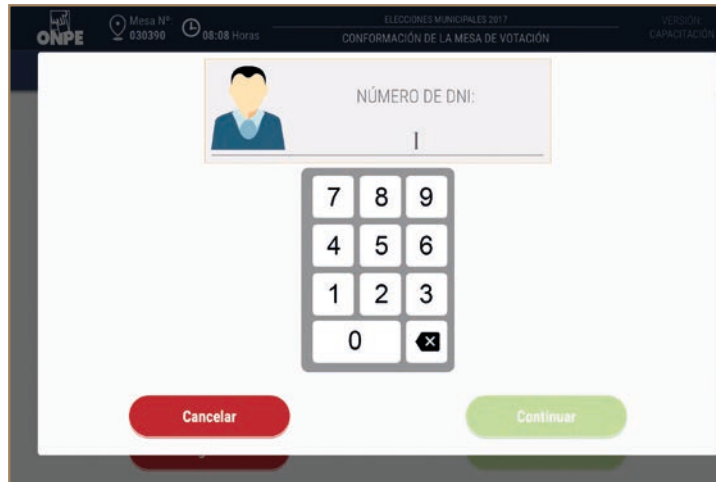 ONPE
Mesa N°:
030390
08:08 Horas
ELECCIONES MUNICIPALES 2017
CONFORMACIÓN DE LA MESA DE VOTACIÓN
VERSIÓN:
CAPACITACIÓN
NÚMERO DE DNI:
7 8 9
4 5 6
1 2 3
0
Cancelar
Continuar